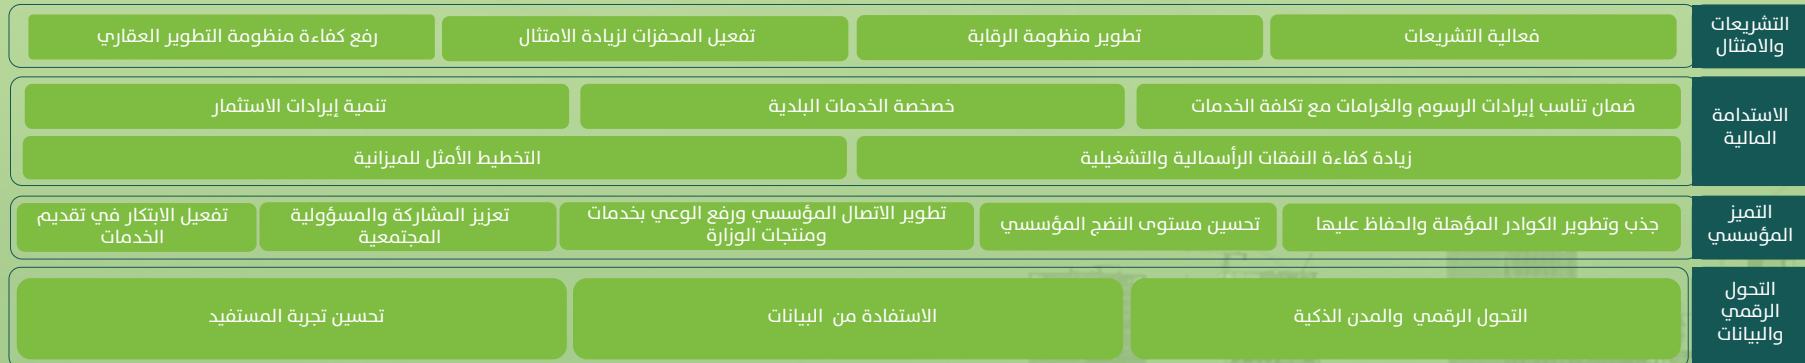 التشريعات
والامتثال
فعالية التشريعات
تطوير منظومة الرقابة
تفعيل المحفزات لزيادة الامتثال
رفع كفاءة منظومة التطوير العقاري
الاستدامة
المالية
ضمان تناسب إيرادات الرسوم والغرامات مع تكلفة الخدمات
خصخصة الخدمات البلدية
تنمية إيرادات الاستثمار
زيادة كفاءة النفقات الرأسمالية والتشغيلية
التخطيط الأمثل للميزانية
التميز
المؤسسي
جذب وتطوير الكوادر المؤهلة والحفاظ عليها
تحسين مستوى النضج المؤسسي
تطوير الاتصال المؤسسي ورفع الوعي بخدمات
ومنتجات الوزارة
تعزيز المشاركة والمسؤولية
المجتمعية
تفعيل الابتكار في تقديم
الخدمات
التحول
الرقمي
والبيانات
التحول الرقمي والمدن الذكية
الاستفادة من البيانات
تحسين تجربة المستفيد